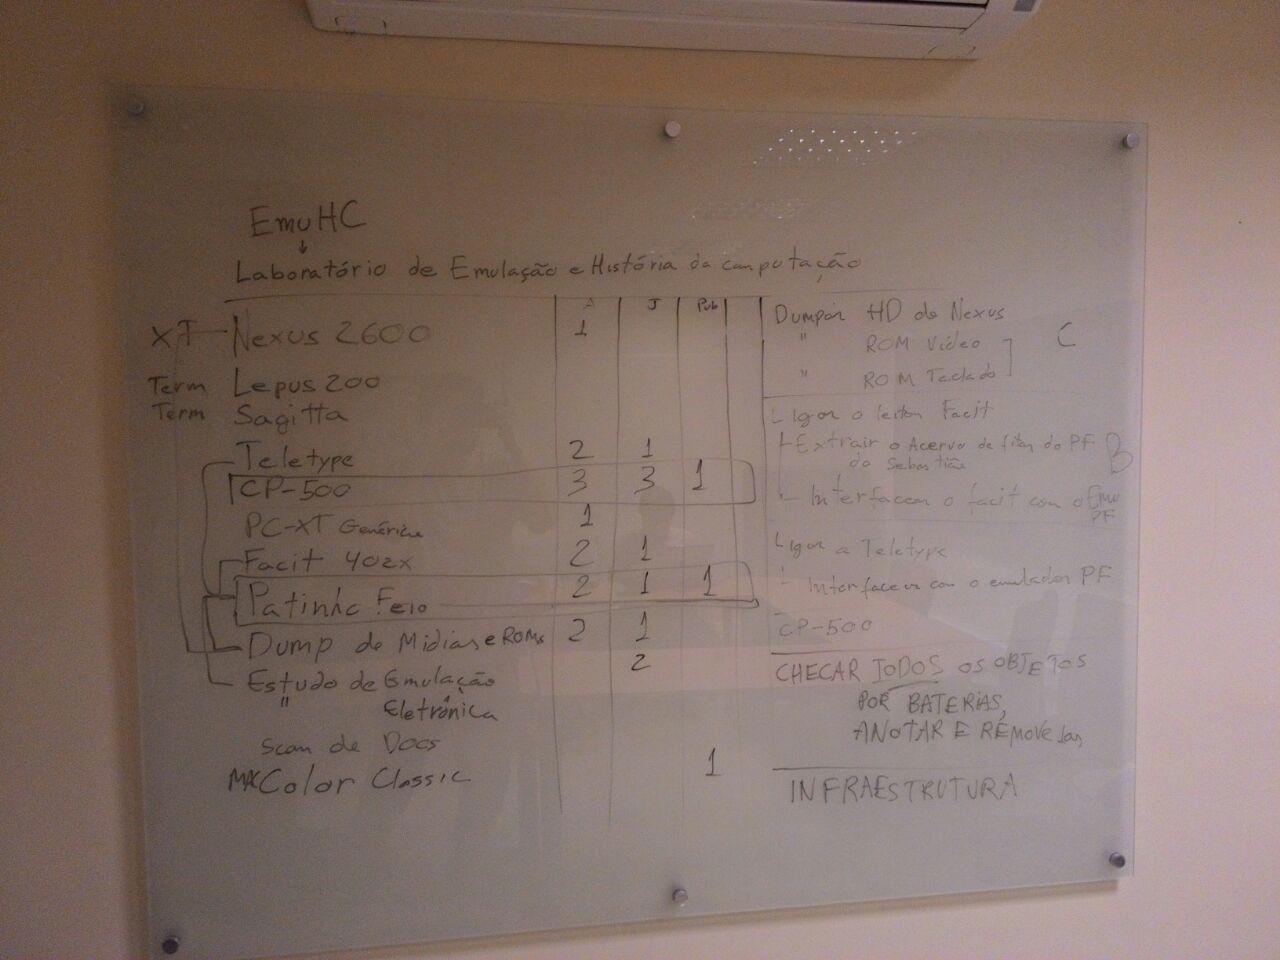 EmuHC
Laboratório de Emulação e História da computação
A J Pub
XT Nexus 2600 1
Term Lepus 200
Term Sagitta
Teletype 2 1
CP-500 3 3 1
PC-XT Genérico 1
Facit 402x 2 1
Patinho Feio 2 1 1
Dump de Mídias e ROMs 2 1
Estudo de Emulação 2
" Eletrônica
Scan de Docs
MAC Color Classic 1
Dumpar HD do Nexus
" ROM Vídeo C
" ROM Teclado
Ligar o leitor Facit
Extrair o Acervo de fitas do PF B
do Sebastião
Interfacear o facit com o Emu
PF
Ligar a Teletype
Interfacear com o emulador PF
CP-500
CHECAR TODOS OS OBJETOS
POR BATERIAS,
ANOTAR E REMOVE-las
INFRAESTRUTURA